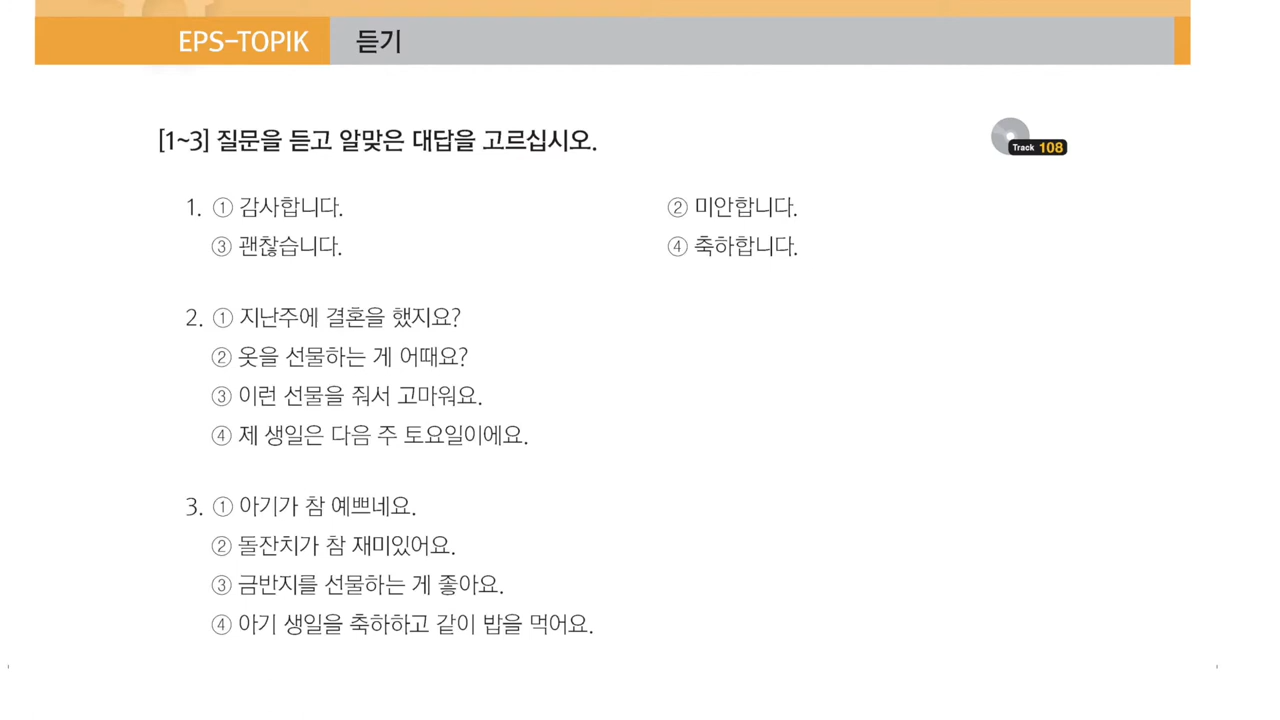 EPS-TOPIK 듣기
[1~3] 질문을 듣고 알맞은 대답을 고르십시오.
Track 108
1. ① 감사합니다. ② 미안합니다.
③ 괜찮습니다. ④ 축하합니다.
2. ① 지난주에 결혼을 했지요?
② 옷을 선물하는 게 어때요?
③ 이런 선물을 줘서 고마워요.
④ 제 생일은 다음 주 토요일이에요.
3. ① 아기가 참 예쁘네요.
② 돌잔치가 참 재미있어요.
③ 금반지를 선물하는 게 좋아요.
④ 아기 생일을 축하하고 같이 밥을 먹어요.